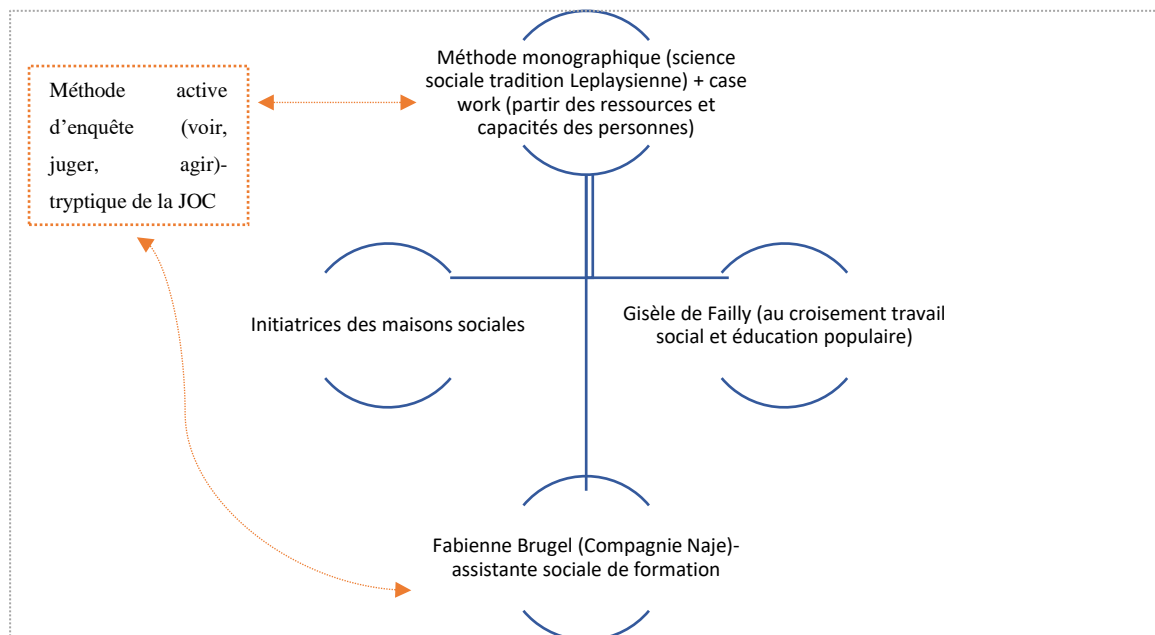 Méthode monographique (science
sociale tradition Leplaysienne) + case
work (partir des ressources et
capacités des personnes)
Méthode active
d’enquête (voir,
juger, agir)-
tryptique de la JOC
Initiatrices des maisons sociales
Gisèle de Failly (au croisement travail
social et éducation populaire)
Fabienne Brugel (Compagnie Naje)-
assistante sociale de formation